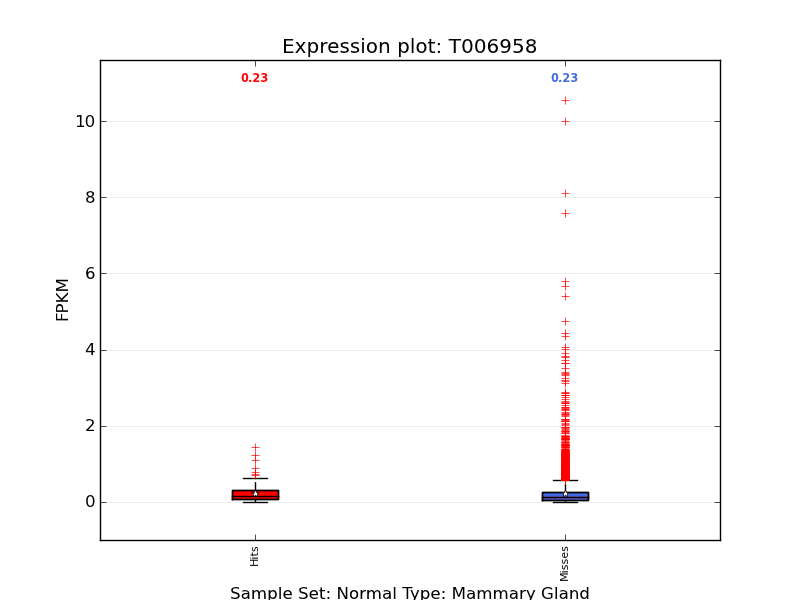 Expression plot: T006958
0.23 0.23
10
8
6
4
2
0
FPKM
Hits Misses
Sample Set: Normal Type: Mammary Gland